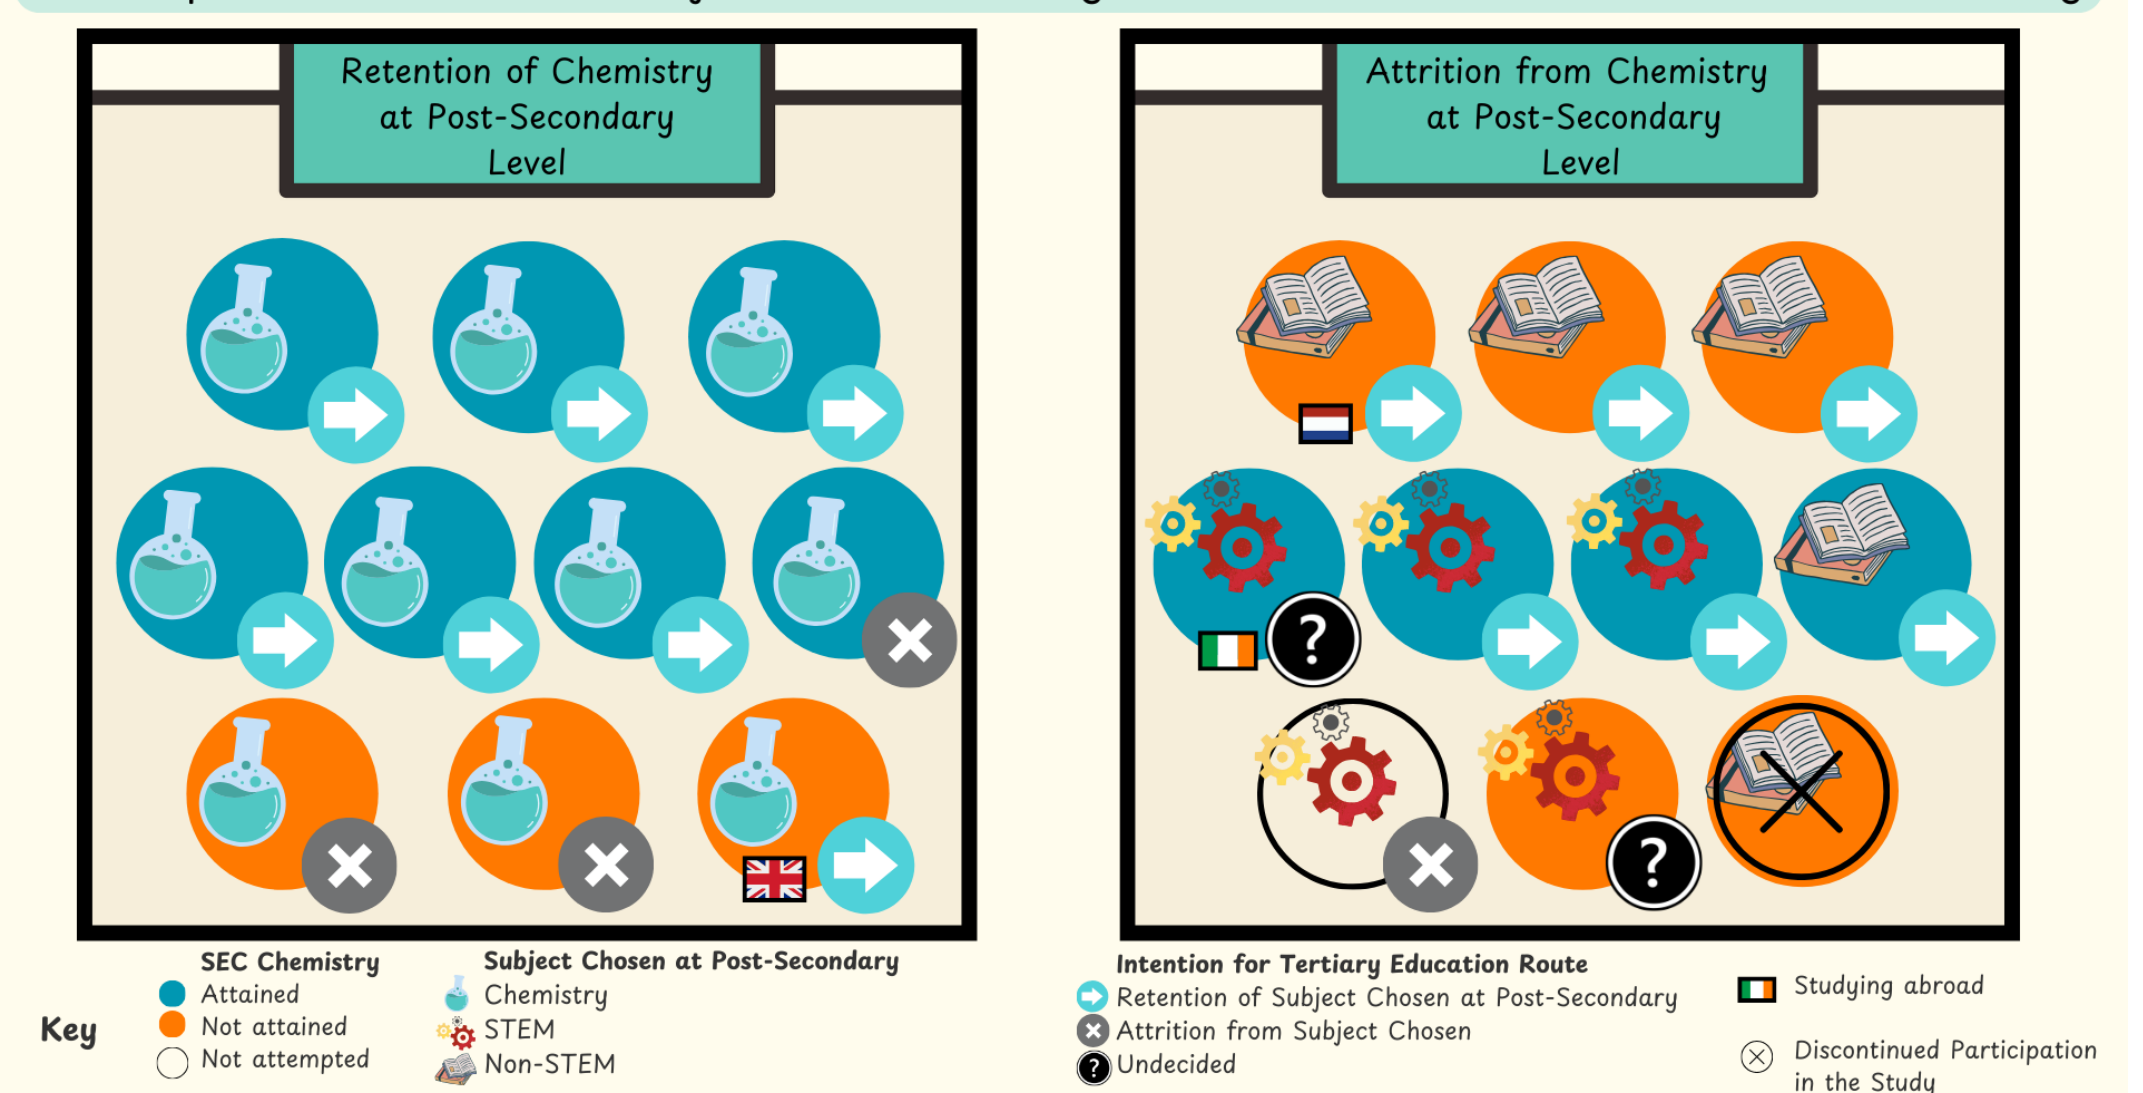 Retention of Chemistry
at Post-Secondary
Level
Attrition from Chemistry
at Post-Secondary
Level
?
?
Key
SEC Chemistry
Attained
Not attained
Not attempted
Subject Chosen at Post-Secondary
Chemistry
STEM
Non-STEM
Intention for Tertiary Education Route
Retention of Subject Chosen at Post-Secondary
Attrition from Subject Chosen
? Undecided
Studying abroad
Discontinued Participation
in the Study